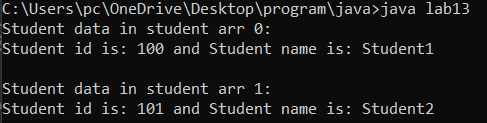 C:\Users\pc\OneDrive\Desktop\program\java>java lab13
Student data in student arr 0:
Student id is: 100 and Student name is: Student1
Student data in student arr 1:
Student id is: 101 and Student name is: Student2